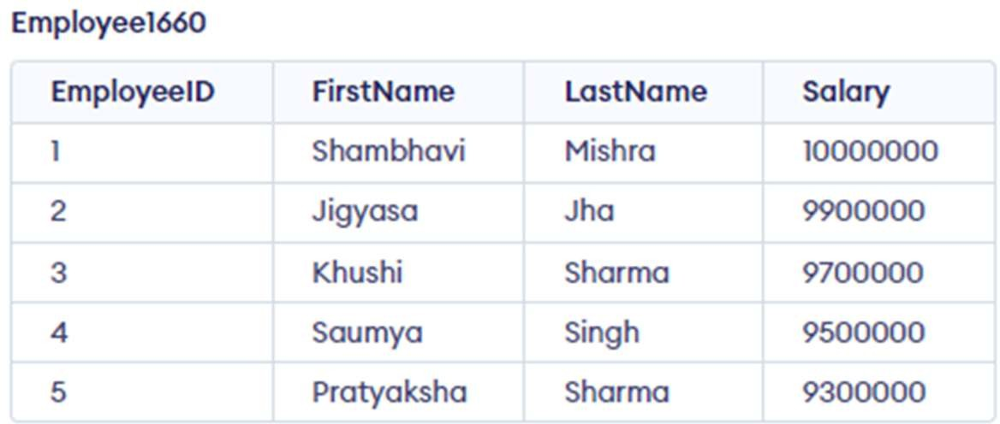 Employee1660
EmployeeID FirstName LastName Salary
1 Shambhavi Mishra 10000000
2 Jigyasa Jha 9900000
3 Khushi Sharma 9700000
4 Saumya Singh 9500000
5 Pratyaksha Sharma 9300000